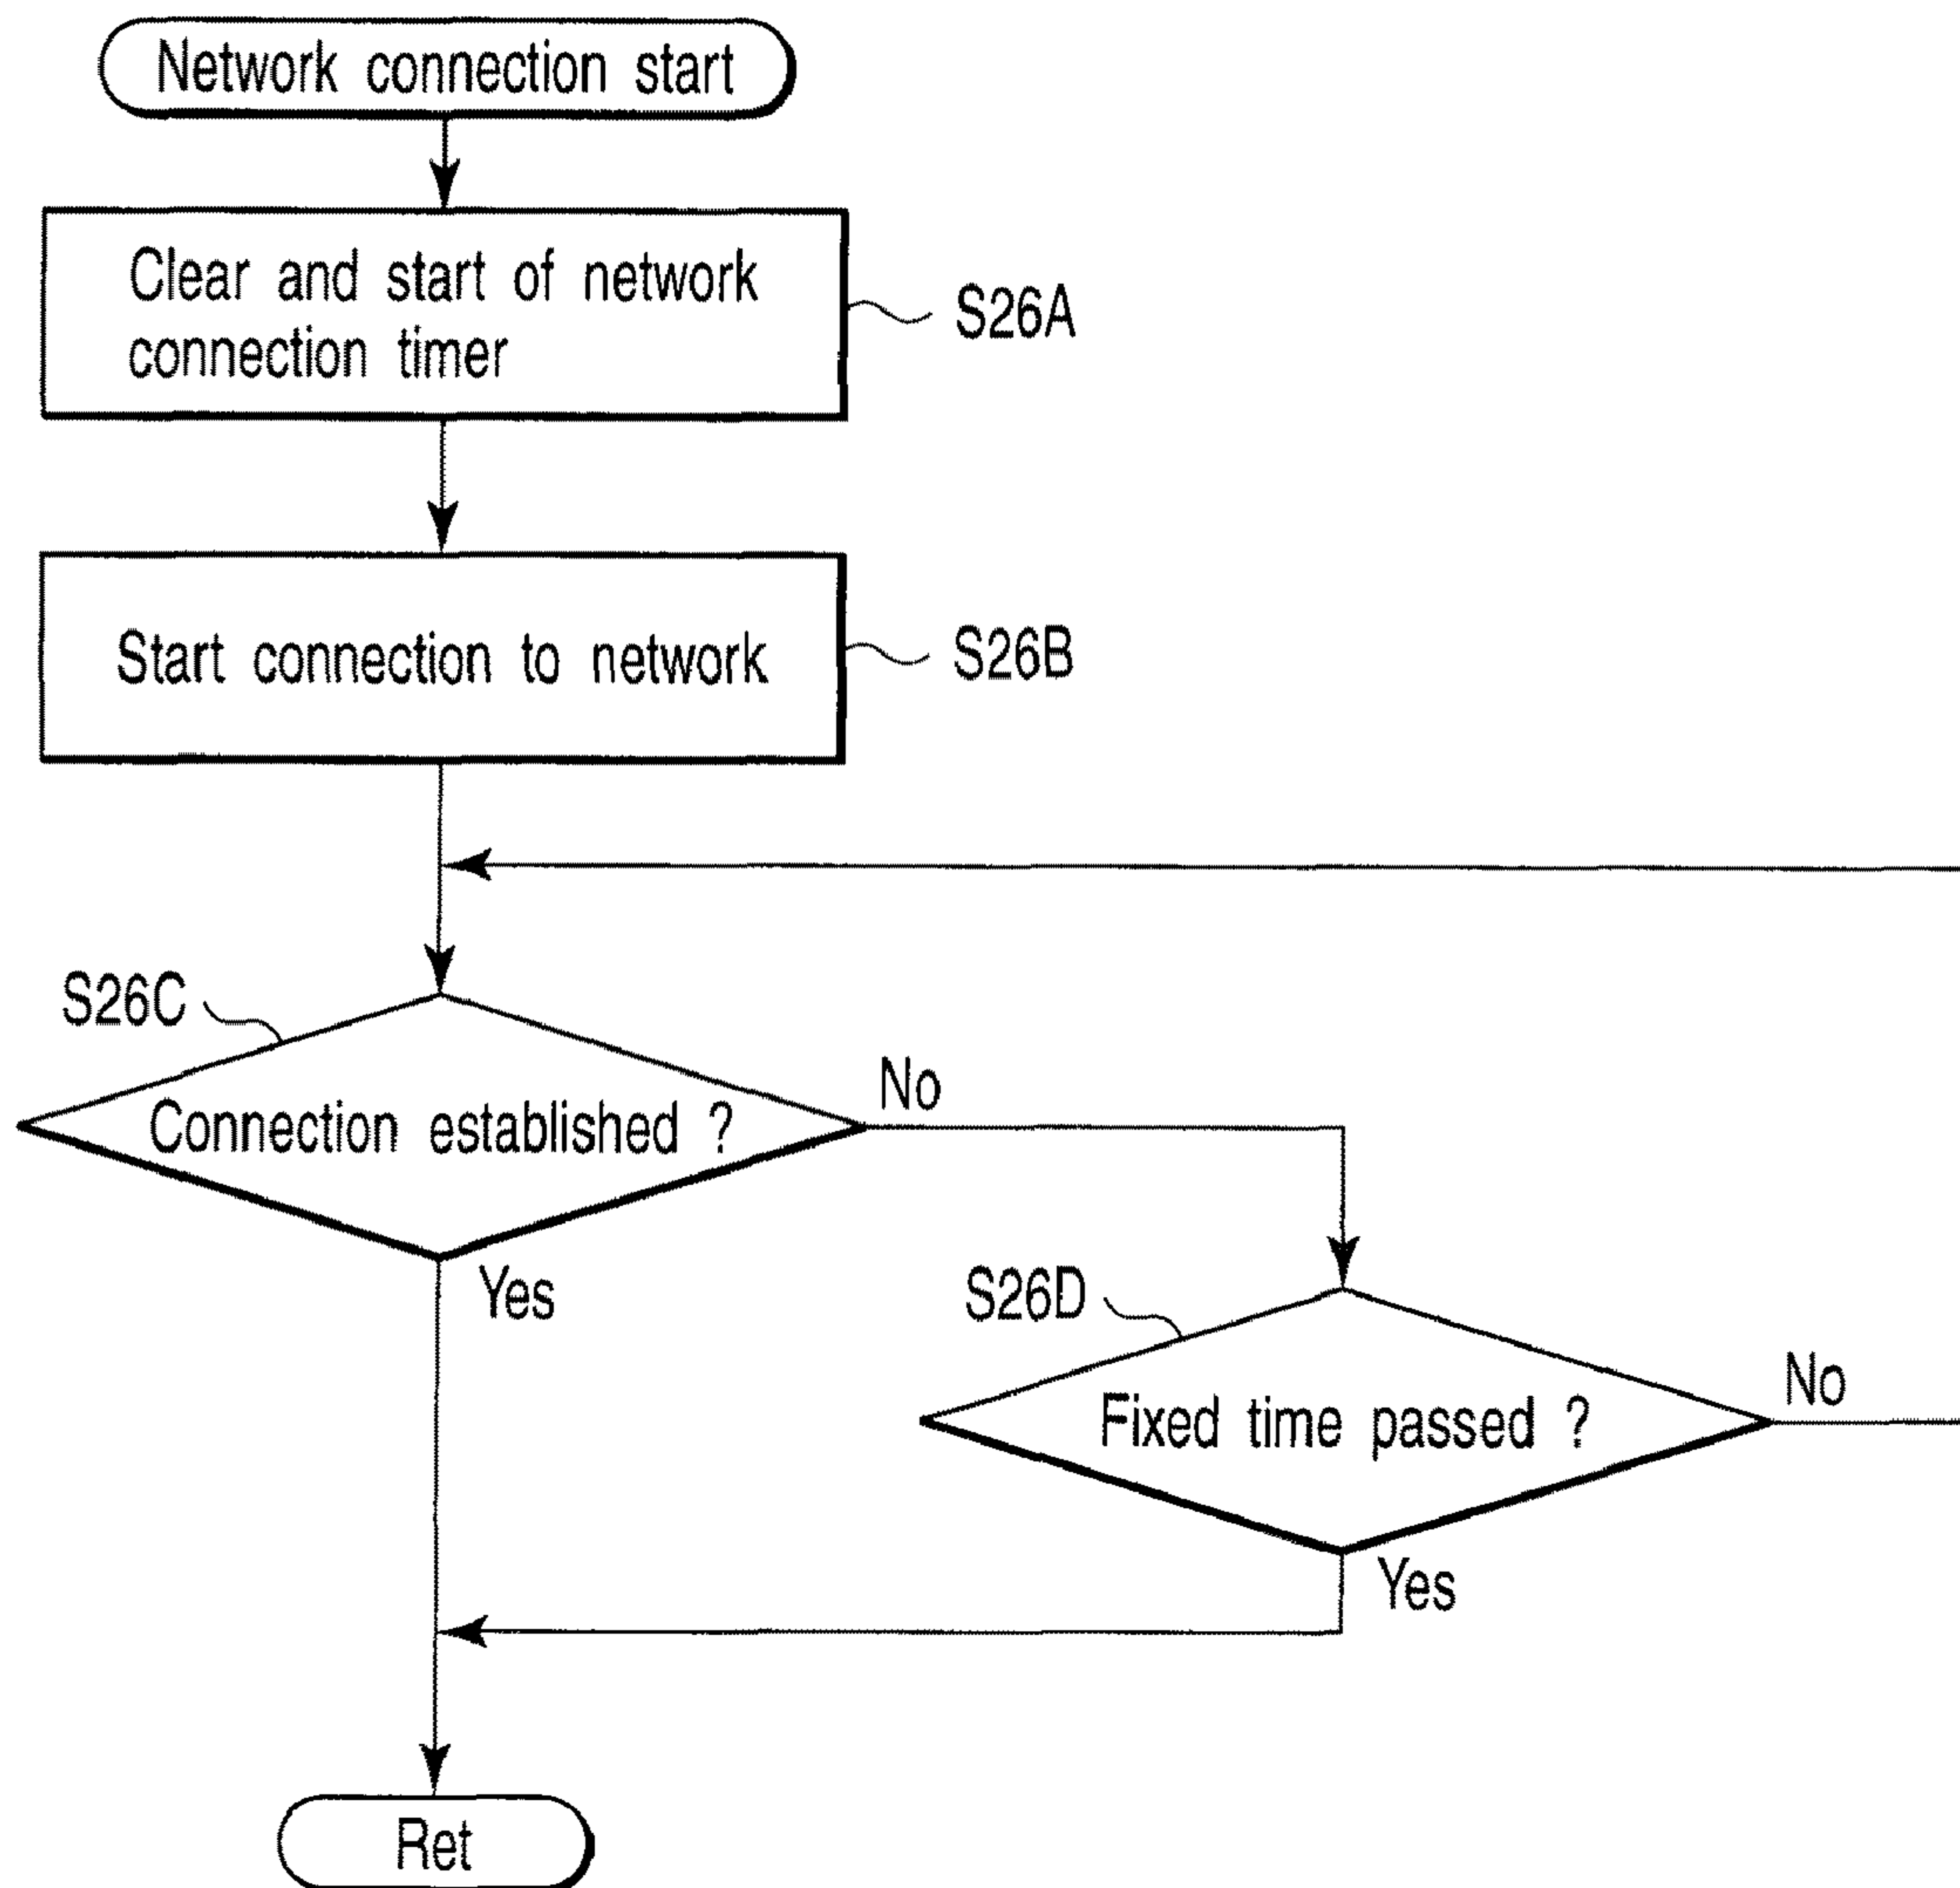 Network connection start
Clear and start of network
connection timer
S26A
Start connection to network
S26B
S26C
Connection established ?
No
Yes
S26D
Fixed time passed ?
No
Yes
Ret